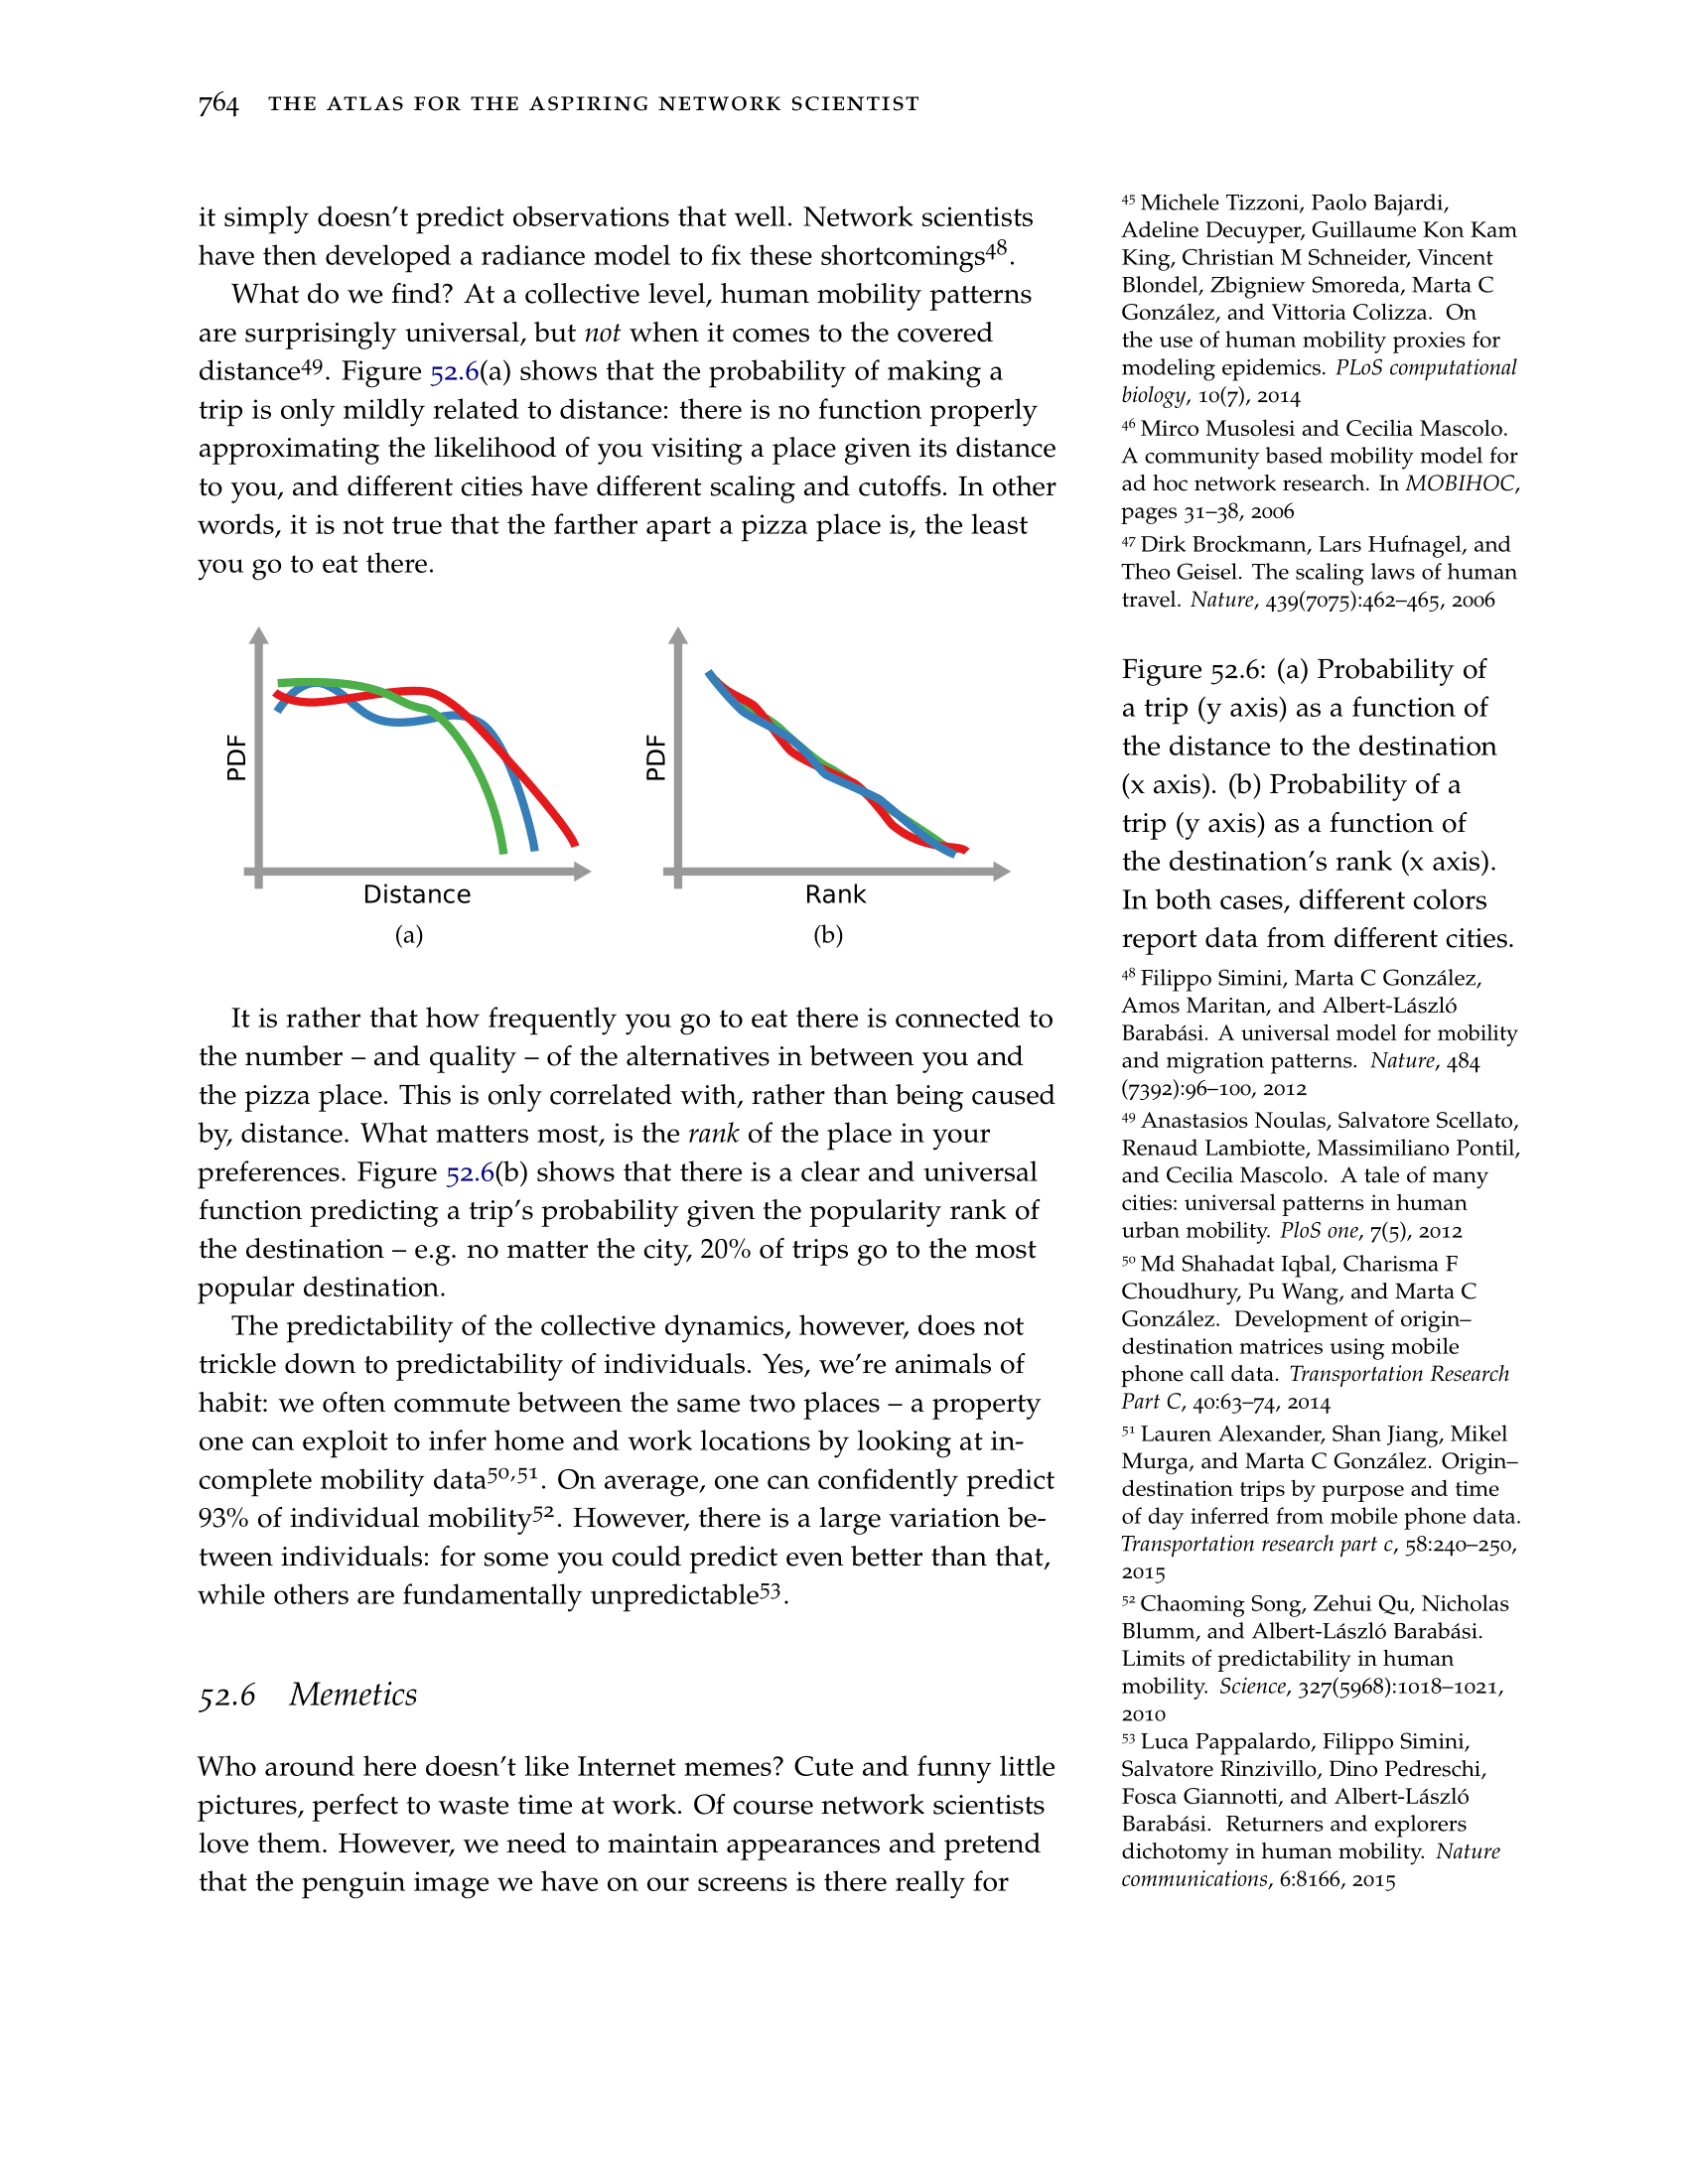 764 THE ATLAS FOR THE ASPIRING NETWORK SCIENTIST
it simply doesn't predict observations that well. Network scientists
have then developed a radiance model to fix these shortcomings48.
What do we find? At a collective level, human mobility patterns
are surprisingly universal, but not when it comes to the covered
distance49. Figure 52.6(a) shows that the probability of making a
trip is only mildly related to distance: there is no function properly
approximating the likelihood of you visiting a place given its distance
to you, and different cities have different scaling and cutoffs. In other
words, it is not true that the farther apart a pizza place is, the least
you go to eat there.
PDF
Distance
(a)
PDF
Rank
(b)
It is rather that how frequently you go to eat there is connected to
the number – and quality – of the alternatives in between you and
the pizza place. This is only correlated with, rather than being caused
by, distance. What matters most, is the rank of the place in your
preferences. Figure 52.6(b) shows that there is a clear and universal
function predicting a trip's probability given the popularity rank of
the destination – e.g. no matter the city, 20% of trips go to the most
popular destination.
The predictability of the collective dynamics, however, does not
trickle down to predictability of individuals. Yes, we're animals of
habit: we often commute between the same two places – a property
one can exploit to infer home and work locations by looking at in-
complete mobility data50,51. On average, one can confidently predict
93% of individual mobility52. However, there is a large variation be-
tween individuals: for some you could predict even better than that,
while others are fundamentally unpredictable53.
52.6 Memetics
Who around here doesn't like Internet memes? Cute and funny little
pictures, perfect to waste time at work. Of course network scientists
love them. However, we need to maintain appearances and pretend
that the penguin image we have on our screens is there really for
45 Michele Tizzoni, Paolo Bajardi,
Adeline Decuyper, Guillaume Kon Kam
King, Christian M Schneider, Vincent
Blondel, Zbigniew Smoreda, Marta C
González, and Vittoria Colizza. On
the use of human mobility proxies for
modeling epidemics. PLoS computational
biology, 10(7), 2014
46 Mirco Musolesi and Cecilia Mascolo.
A community based mobility model for
ad hoc network research. In MOBIHOC,
pages 31–38, 2006
47 Dirk Brockmann, Lars Hufnagel, and
Theo Geisel. The scaling laws of human
travel. Nature, 439(7075):462–465, 2006
Figure 52.6: (a) Probability of
a trip (y axis) as a function of
the distance to the destination
(x axis). (b) Probability of a
trip (y axis) as a function of
the destination's rank (x axis).
In both cases, different colors
report data from different cities.
48 Filippo Simini, Marta C González,
Amos Maritan, and Albert-László
Barabási. A universal model for mobility
and migration patterns. Nature, 484
(7392):96–100, 2012
49 Anastasios Noulas, Salvatore Scellato,
Renaud Lambiotte, Massimiliano Pontil,
and Cecilia Mascolo. A tale of many
cities: universal patterns in human
urban mobility. PloS one, 7(5), 2012
50 Md Shahadat Iqbal, Charisma F
Choudhury, Pu Wang, and Marta C
González. Development of origin–
destination matrices using mobile
phone call data. Transportation Research
Part C, 40:63–74, 2014
51 Lauren Alexander, Shan Jiang, Mikel
Murga, and Marta C González. Origin–
destination trips by purpose and time
of day inferred from mobile phone data.
Transportation research part c, 58:240–250,
2015
52 Chaoming Song, Zehui Qu, Nicholas
Blumm, and Albert-László Barabási.
Limits of predictability in human
mobility. Science, 327(5968):1018–1021,
2010
53 Luca Pappalardo, Filippo Simini,
Salvatore Rinzivillo, Dino Pedreschi,
Fosca Giannotti, and Albert-László
Barabási. Returners and explorers
dichotomy in human mobility. Nature
communications, 6:8166, 2015